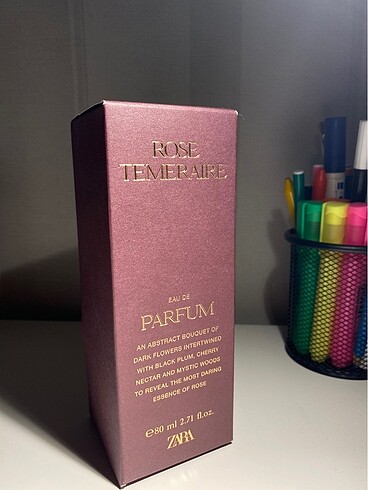 ROSE
TEMERAIRE
EAU DE
PARFUM
AN ABSTRACT BOUQUET OF
DARK FLOWERS INTERTWINED
WITH BLACK PLUM, CHERRY
NECTAR AND MYSTIC WOODS
TO REVEAL THE MOST DARING
ESSENCE OF ROSE
℮80 ml 2.71 fl.oz.
ZARA